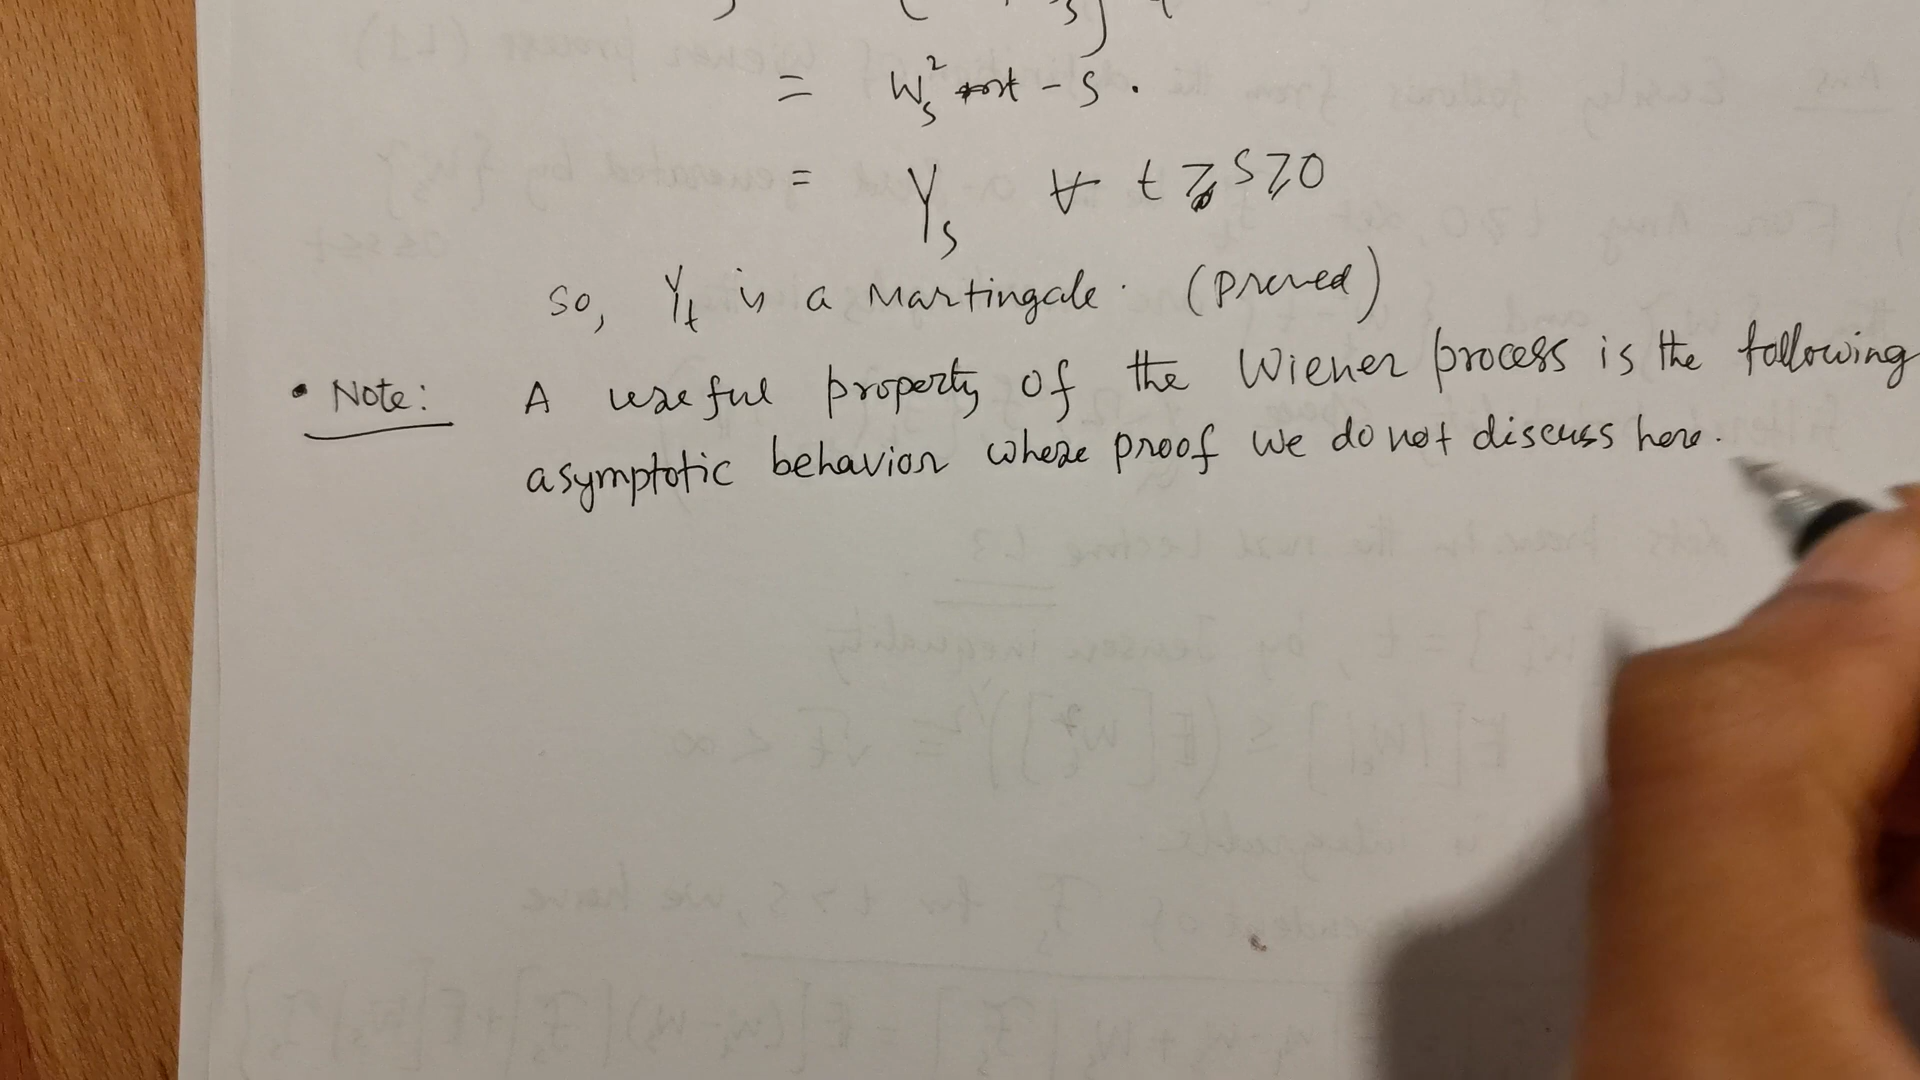 = W_s^2 - s.
= Y_s ∀ t ≥ s ≥ 0
so, Y_t is a Martingale. (proved)
• Note: A useful property of the Wiener process is the following
asymptotic behavior whose proof we do not discuss here.